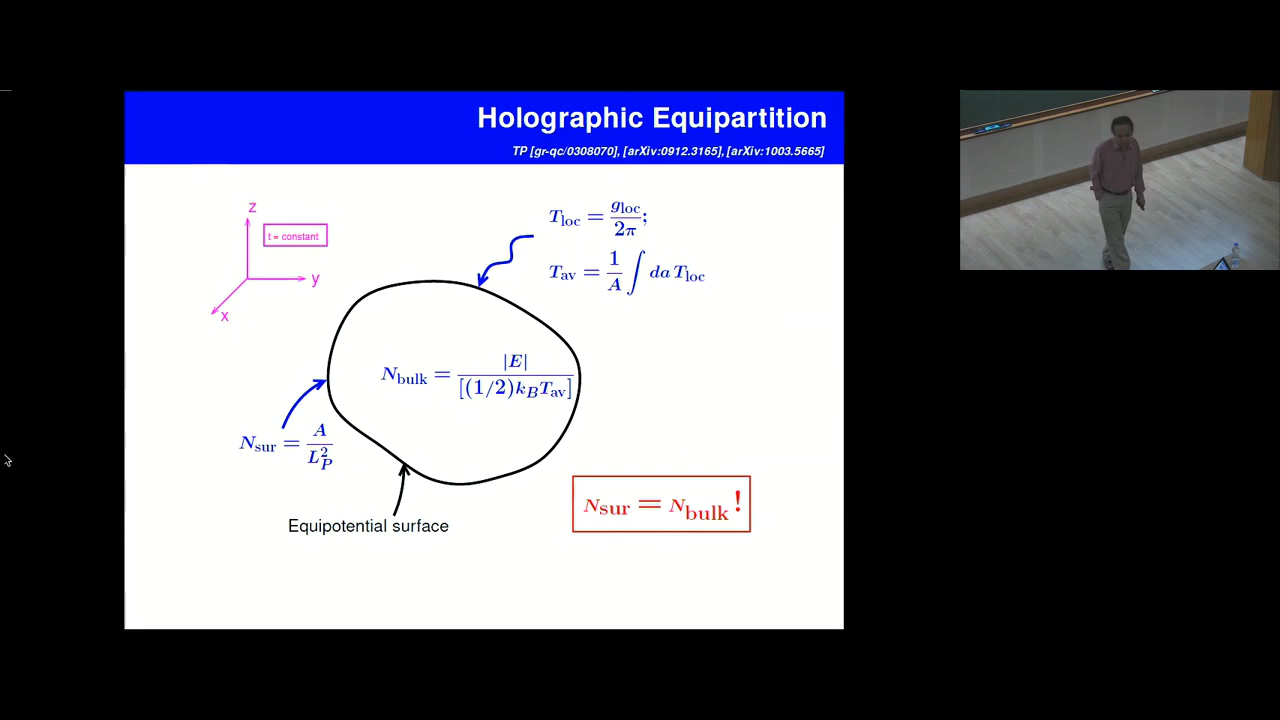 Holographic Equipartition
TP [gr-qc/0308070], [arXiv:0912.3165], [arXiv:1003.5665]
z
t = constant
y
x
T_loc = g_loc / 2π;
T_av = 1/A ∫ da T_loc
N_bulk = |E| / [(1/2)k_B T_av]
N_sur = A / L_P^2
N_sur = N_bulk !
Equipotential surface